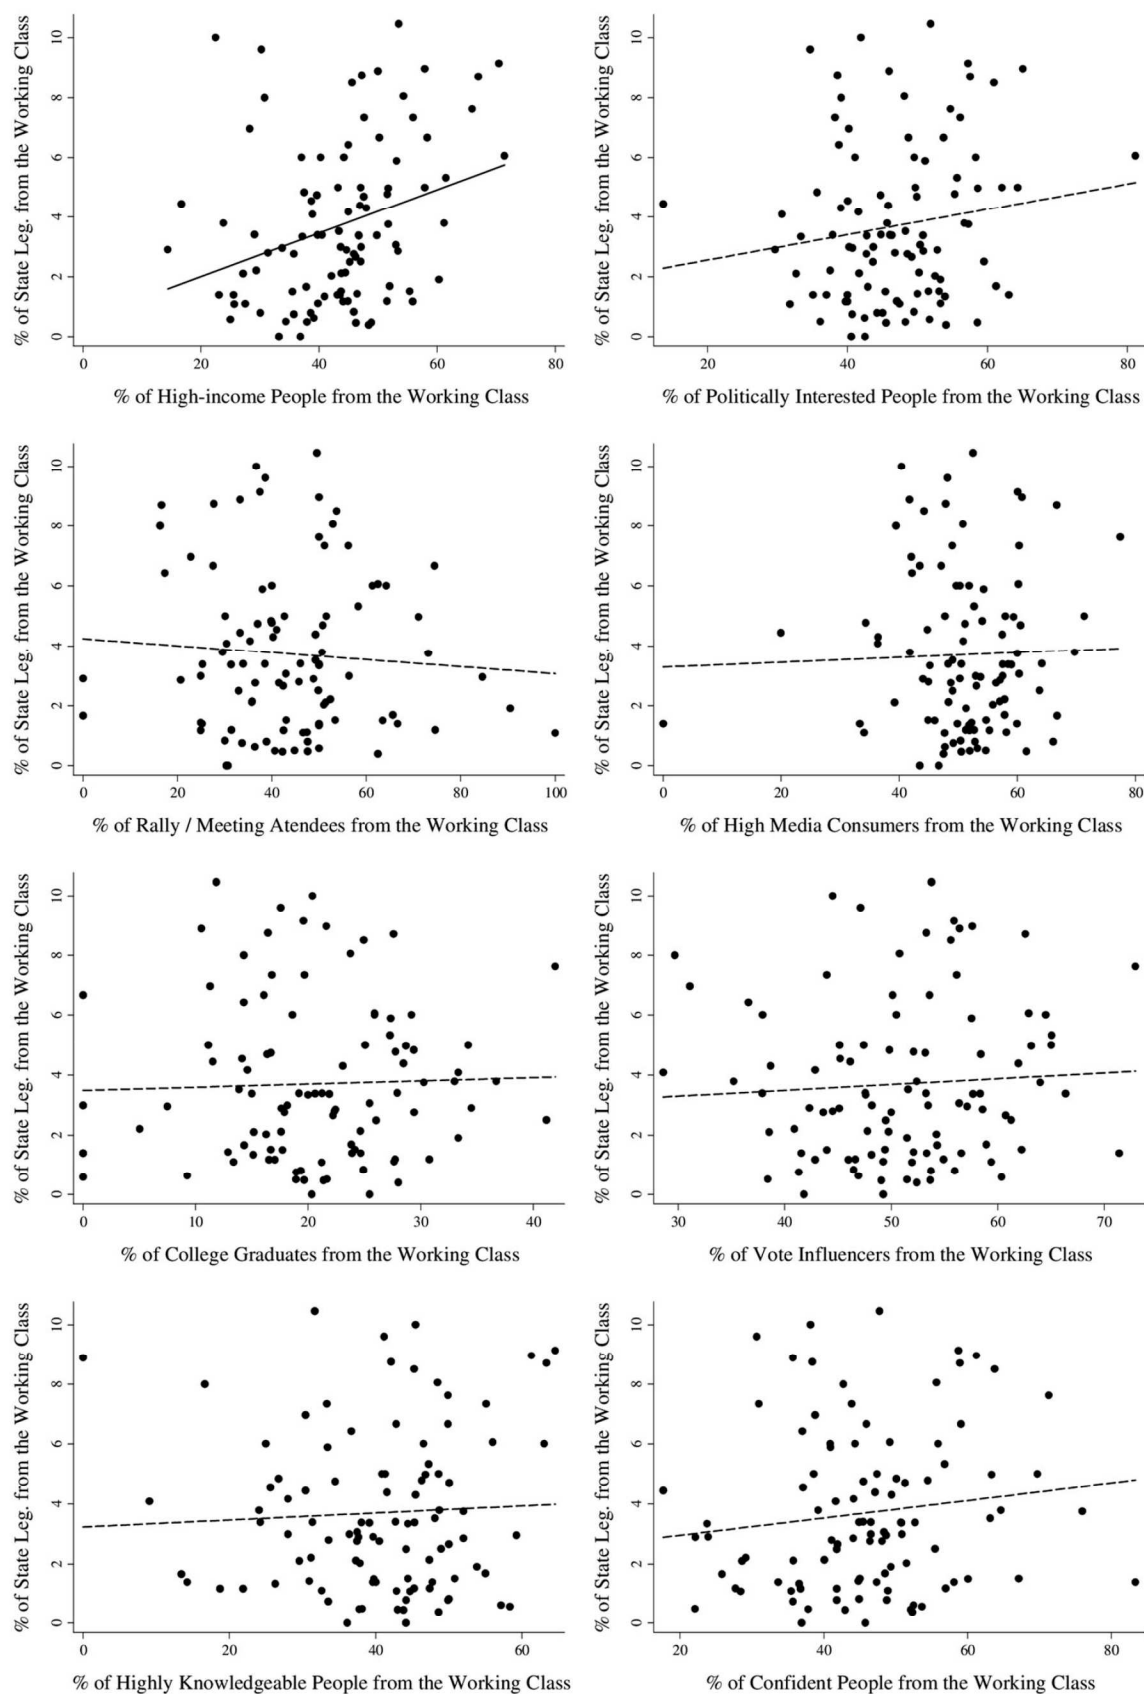 % of State Leg. from the Working Class
10
8
6
4
2
0
0 20 40 60 80
% of High-income People from the Working Class
% of State Leg. from the Working Class
10
8
6
4
2
0
20 40 60 80
% of Politically Interested People from the Working Class
% of State Leg. from the Working Class
10
8
6
4
2
0
0 20 40 60 80 100
% of Rally / Meeting Atendees from the Working Class
% of State Leg. from the Working Class
10
8
6
4
2
0
0 20 40 60 80
% of High Media Consumers from the Working Class
% of State Leg. from the Working Class
10
8
6
4
2
0
0 10 20 30 40
% of College Graduates from the Working Class
% of State Leg. from the Working Class
10
8
6
4
2
0
30 40 50 60 70
% of Vote Influencers from the Working Class
% of State Leg. from the Working Class
10
8
6
4
2
0
0 20 40 60
% of Highly Knowledgeable People from the Working Class
% of State Leg. from the Working Class
10
8
6
4
2
0
20 40 60 80
% of Confident People from the Working Class